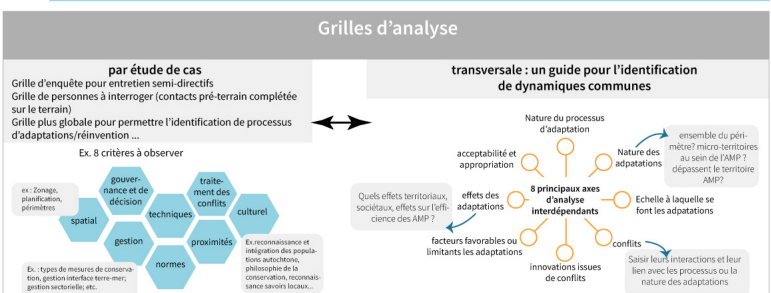 Grilles d'analyse
par étude de cas
Grille d'enquête pour entretien semi-directifs
Grille de personnes à interroger (contacts pré-terrain complétée
sur le terrain)
Grille plus globale pour permettre l'identification de processus
d'adaptations/réinvention ...
Ex. 8 critères à observer
ex : Zonage,
planification,
périmètres
spatial
gouver-
nance et de
décision
gestion
techniques
normes
traite-
ment des
conflits
proximités
culturel
Ex. : types de mesures de conserva-
tion, gestion interface terre-mer;
gestion sectorielle; etc.
Ex.reconnaissance et
intégration des popula-
tions autochtone,
philosophie de la
conservation, reconnais-
sance savoirs locaux...
transversale : un guide pour l'identification
de dynamiques communes
Nature du processus
d'adaptation
acceptabilité et
appropriation
Nature des
adpatations
ensemble du péri-
mètre? micro-territoires
au sein de l'AMP ?
dépassent le territoire
AMP?
Quels effets territoriaux,
sociétaux, effets sur l'effi-
cience des AMP ?
effets des
adaptations
8 principaux axes
d'analyse
interdépendants
Echelle à laquelle se
font les adpatations
facteurs favorables ou
limitants les adaptations
conflits
innovations issues
de conflits
Saisir leurs interactions et leur
lien avec les processus ou la
nature des adaptations